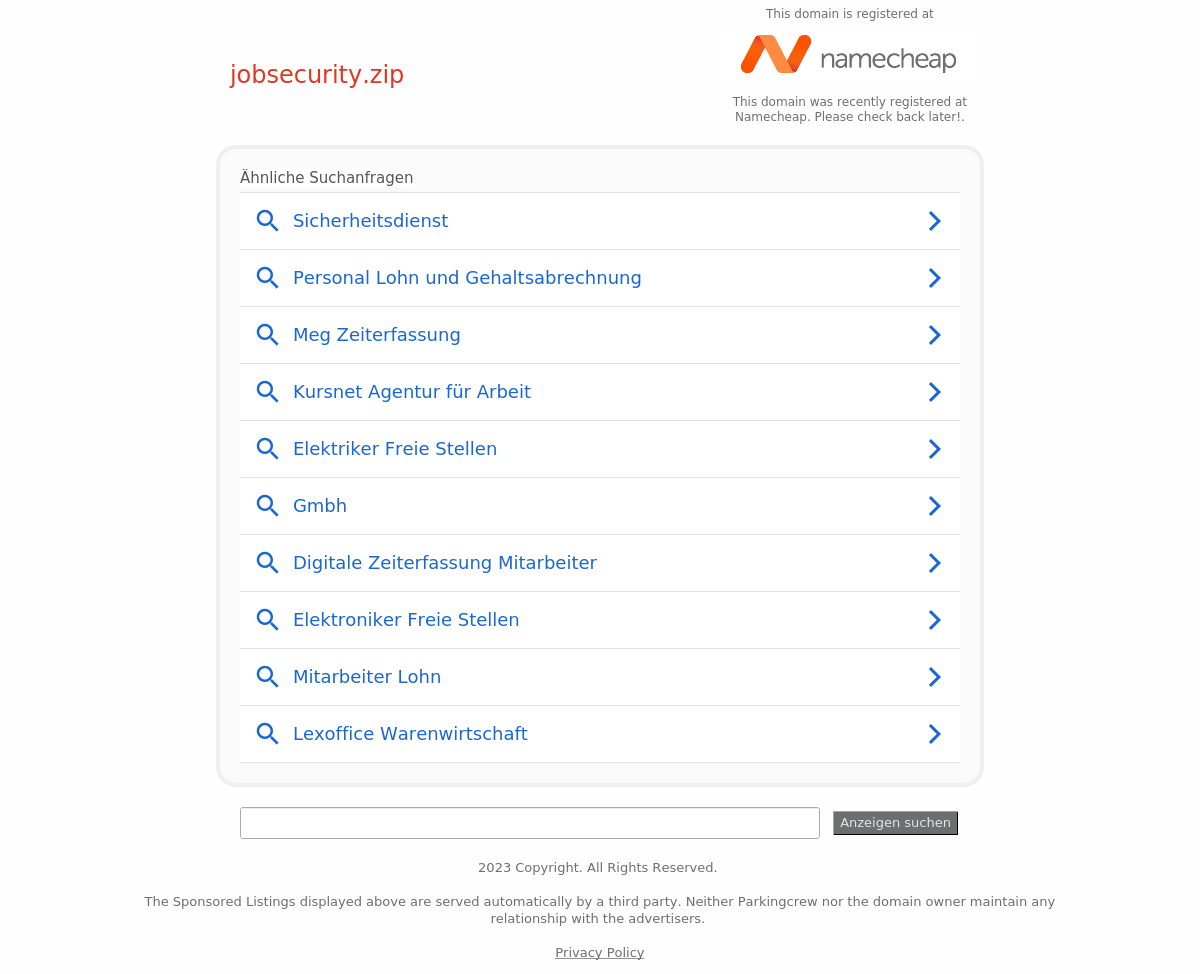 This domain is registered at
namecheap
jobsecurity.zip
This domain was recently registered at
Namecheap. Please check back later!.
Ähnliche Suchanfragen
Sicherheitsdienst
Personal Lohn und Gehaltsabrechnung
Meg Zeiterfassung
Kursnet Agentur für Arbeit
Elektriker Freie Stellen
Gmbh
Digitale Zeiterfassung Mitarbeiter
Elektroniker Freie Stellen
Mitarbeiter Lohn
Lexoffice Warenwirtschaft
Anzeigen suchen
2023 Copyright. All Rights Reserved.
The Sponsored Listings displayed above are served automatically by a third party. Neither Parkingcrew nor the domain owner maintain any
relationship with the advertisers.
Privacy Policy